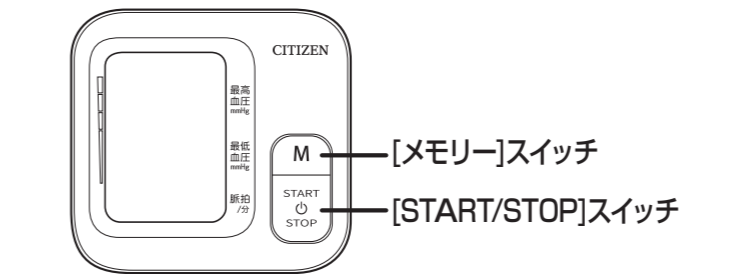 CITIZEN
最高
血圧
mmHg
最低
血圧
mmHg
脈拍
/分
M
[メモリー]スイッチ
START
STOP
[START/STOP]スイッチ